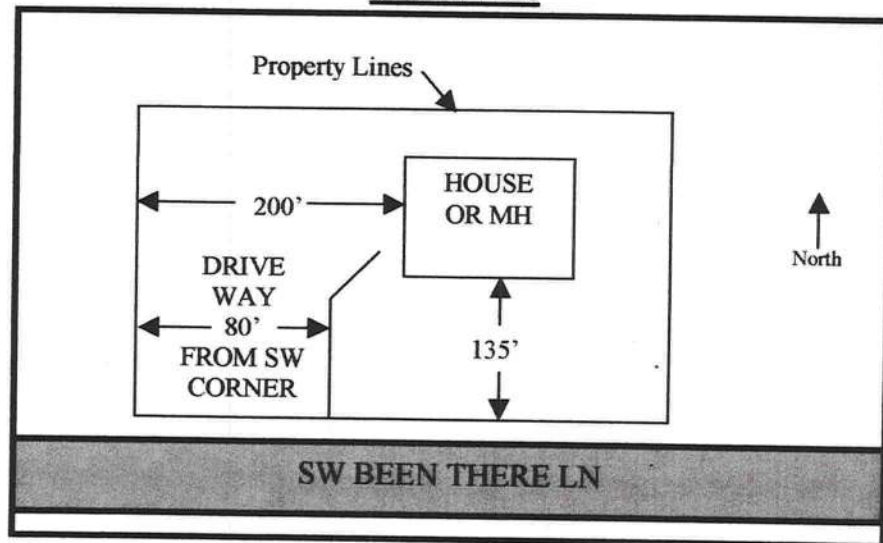 Property Lines
HOUSE
OR MH
200’
North
DRIVE
WAY
80’
FROM SW
CORNER
135’
SW BEEN THERE LN